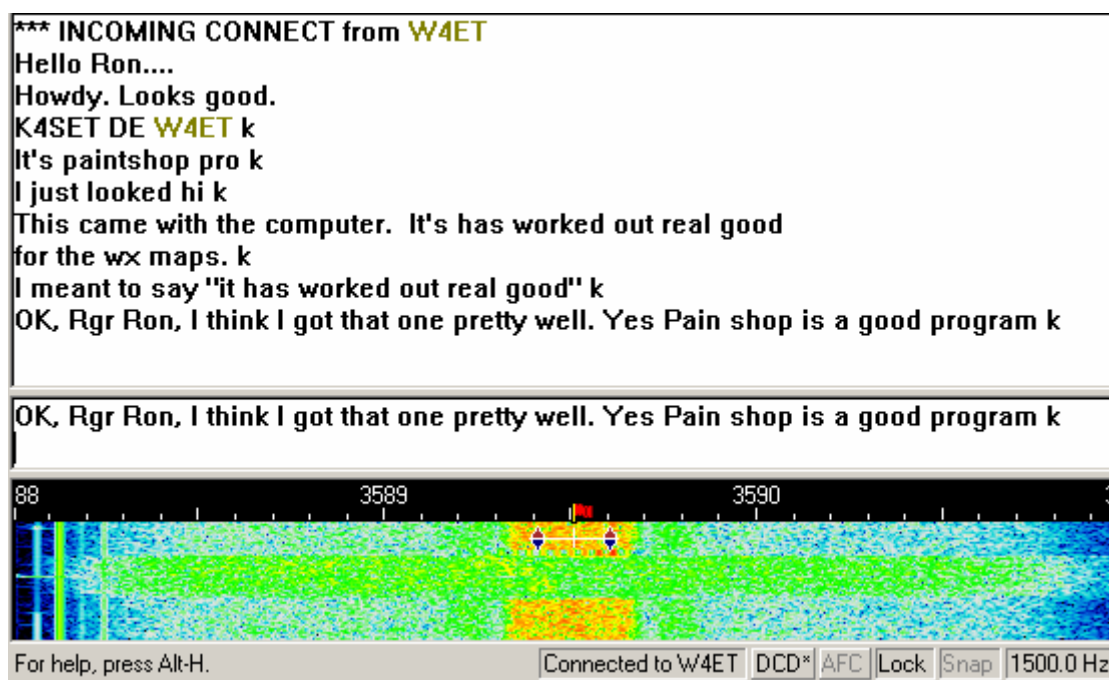 *** INCOMING CONNECT from W4ET
Hello Ron....
Howdy. Looks good.
K4SET DE W4ET k
It's paintshop pro k
I just looked hi k
This came with the computer.  It's has worked out real good
for the wx maps. k
I meant to say "it has worked out real good" k
OK, Rgr Ron, I think I got that one pretty well. Yes Pain shop is a good program k
OK, Rgr Ron, I think I got that one pretty well. Yes Pain shop is a good program k
88 3589 3590
For help, press Alt-H. Connected to W4ET DCD* AFC Lock Snap 1500.0 Hz